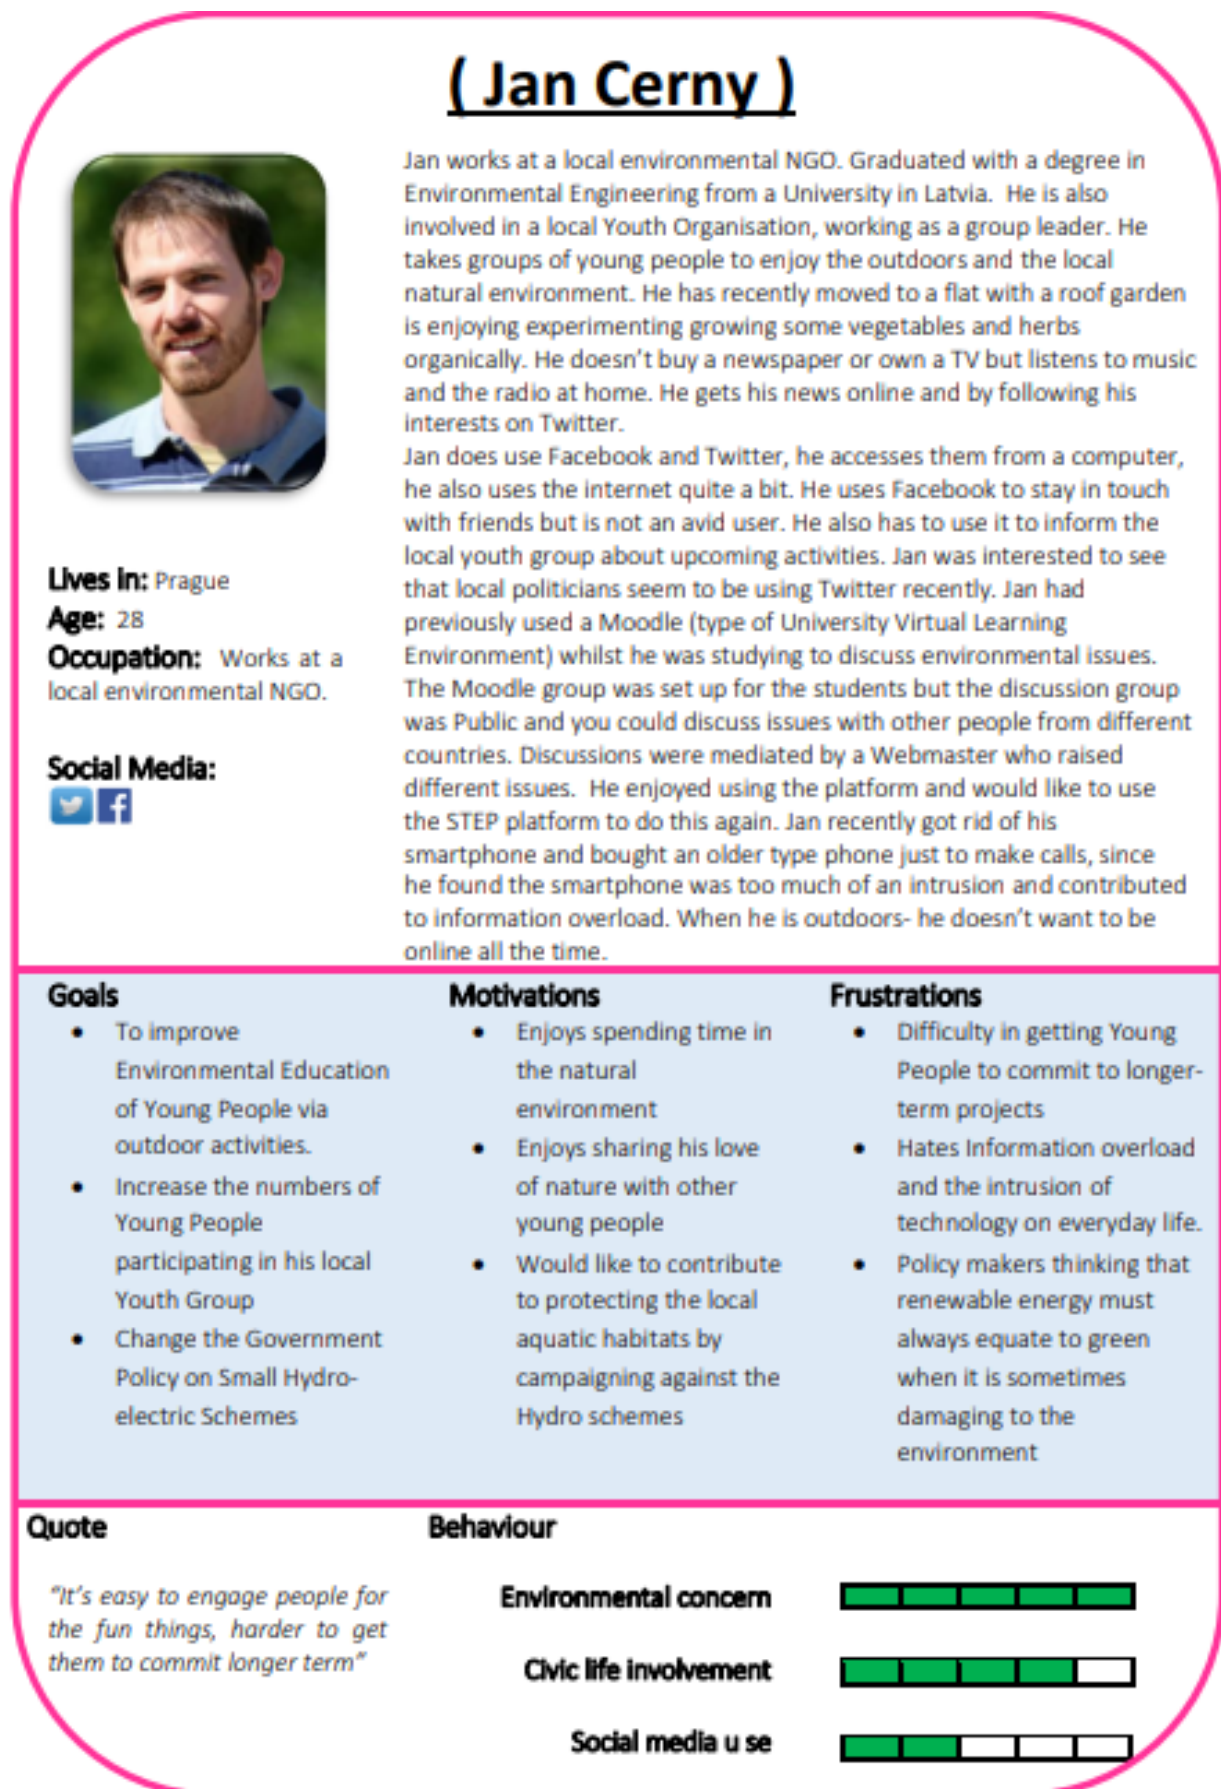 ( Jan Cerny )
Jan works at a local environmental NGO. Graduated with a degree in
Environmental Engineering from a University in Latvia.  He is also
involved in a local Youth Organisation, working as a group leader. He
takes groups of young people to enjoy the outdoors and the local
natural environment. He has recently moved to a flat with a roof garden
is enjoying experimenting growing some vegetables and herbs
organically. He doesn't buy a newspaper or own a TV but listens to music
and the radio at home. He gets his news online and by following his
interests on Twitter.
Jan does use Facebook and Twitter, he accesses them from a computer,
he also uses the internet quite a bit. He uses Facebook to stay in touch
with friends but is not an avid user. He also has to use it to inform the
local youth group about upcoming activities. Jan was interested to see
that local politicians seem to be using Twitter recently. Jan had
previously used a Moodle (type of University Virtual Learning
Environment) whilst he was studying to discuss environmental issues.
The Moodle group was set up for the students but the discussion group
was Public and you could discuss issues with other people from different
countries. Discussions were mediated by a Webmaster who raised
different issues.  He enjoyed using the platform and would like to use
the STEP platform to do this again. Jan recently got rid of his
smartphone and bought an older type phone just to make calls, since
he found the smartphone was too much of an intrusion and contributed
to information overload. When he is outdoors- he doesn't want to be
online all the time.
Lives in: Prague
Age: 28
Occupation: Works at a
local environmental NGO.
Social Media:
Goals
• To improve
Environmental Education
of Young People via
outdoor activities.
• Increase the numbers of
Young People
participating in his local
Youth Group
• Change the Government
Policy on Small Hydro-
electric Schemes
Motivations
• Enjoys spending time in
the natural
environment
• Enjoys sharing his love
of nature with other
young people
• Would like to contribute
to protecting the local
aquatic habitats by
campaigning against the
Hydro schemes
Frustrations
• Difficulty in getting Young
People to commit to longer-
term projects
• Hates Information overload
and the intrusion of
technology on everyday life.
• Policy makers thinking that
renewable energy must
always equate to green
when it is sometimes
damaging to the
environment
Quote
"It's easy to engage people for
the fun things, harder to get
them to commit longer term"
Behaviour
Environmental concern
Civic life involvement
Social media u se